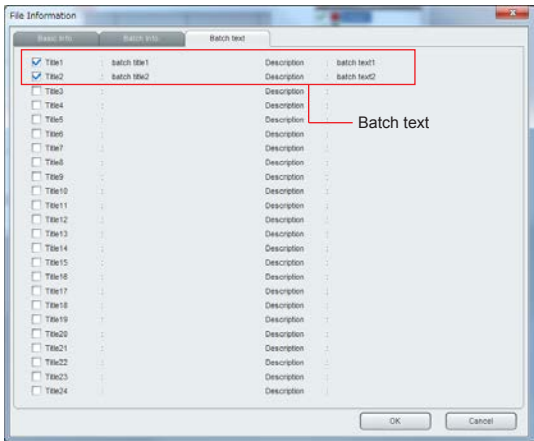 File Information
Basic Info Batch Info Batch text
Title1 : batch title1 Description : batch text1
Title2 : batch title2 Description : batch text2
Title3 : Description :
Batch text
Title4 : Description :
Title5 : Description :
Title6 : Description :
Title7 : Description :
Title8 : Description :
Title9 : Description :
Title10 : Description :
Title11 : Description :
Title12 : Description :
Title13 : Description :
Title14 : Description :
Title15 : Description :
Title16 : Description :
Title17 : Description :
Title18 : Description :
Title19 : Description :
Title20 : Description :
Title21 : Description :
Title22 : Description :
Title23 : Description :
Title24 : Description :
OK Cancel